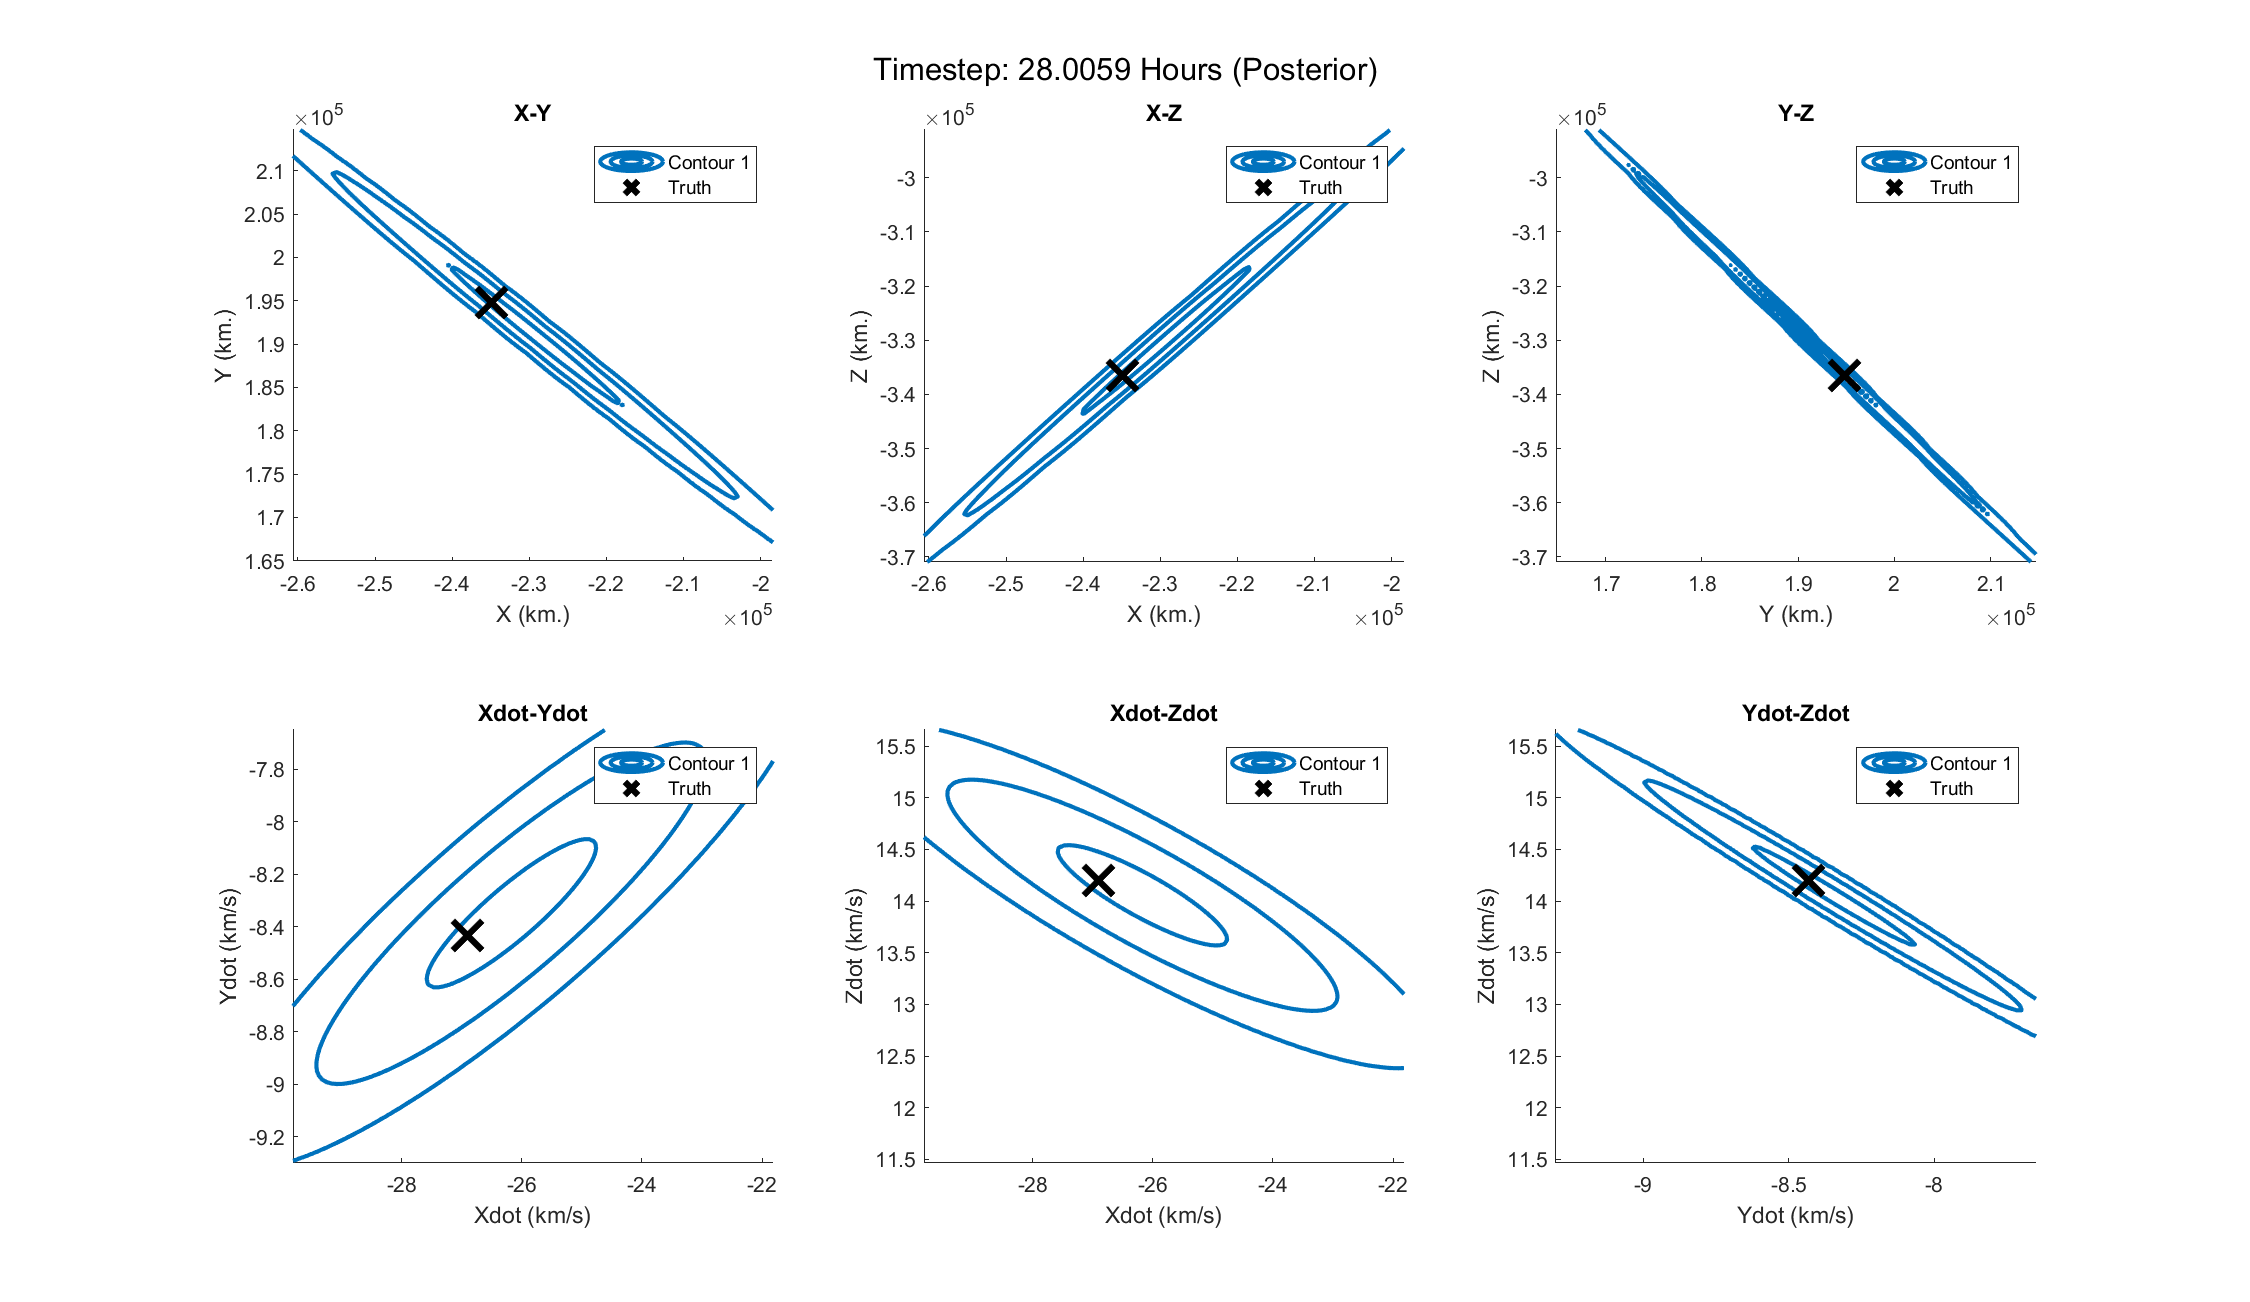 Timestep: 28.0059 Hours (Posterior)
X-Y
×10^5
Contour 1
Truth
2.1
2.05
2
1.95
1.9
1.85
1.8
1.75
1.7
1.65
Y (km.)
-2.6 -2.5 -2.4 -2.3 -2.2 -2.1 -2
X (km.)
×10^5
X-Z
×10^5
Contour 1
Truth
-3
-3.1
-3.2
-3.3
-3.4
-3.5
-3.6
-3.7
Z (km.)
-2.6 -2.5 -2.4 -2.3 -2.2 -2.1 -2
X (km.)
×10^5
Y-Z
×10^5
Contour 1
Truth
-3
-3.1
-3.2
-3.3
-3.4
-3.5
-3.6
-3.7
Z (km.)
1.7 1.8 1.9 2 2.1
Y (km.)
×10^5
Xdot-Ydot
Contour 1
Truth
-7.8
-8
-8.2
-8.4
-8.6
-8.8
-9
-9.2
Ydot (km/s)
-28 -26 -24 -22
Xdot (km/s)
Xdot-Zdot
Contour 1
Truth
15.5
15
14.5
14
13.5
13
12.5
12
11.5
Zdot (km/s)
-28 -26 -24 -22
Xdot (km/s)
Ydot-Zdot
Contour 1
Truth
15.5
15
14.5
14
13.5
13
12.5
12
11.5
Zdot (km/s)
-9 -8.5 -8
Ydot (km/s)